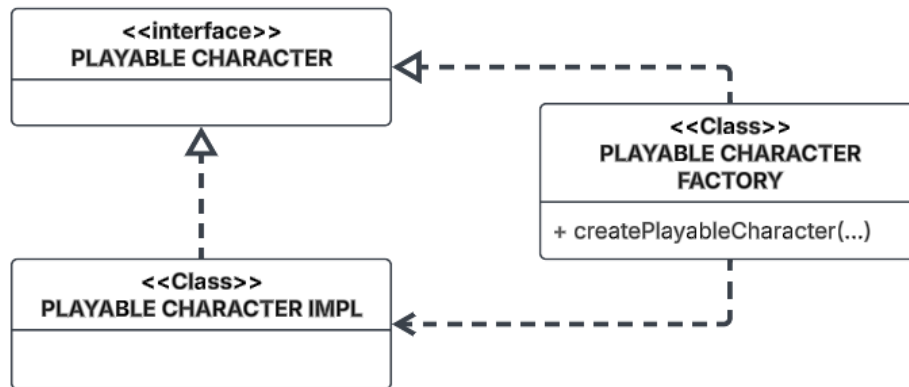 <<interface>>
PLAYABLE CHARACTER
<<Class>>
PLAYABLE CHARACTER
FACTORY
+ createPlayableCharacter(...)
<<Class>>
PLAYABLE CHARACTER IMPL